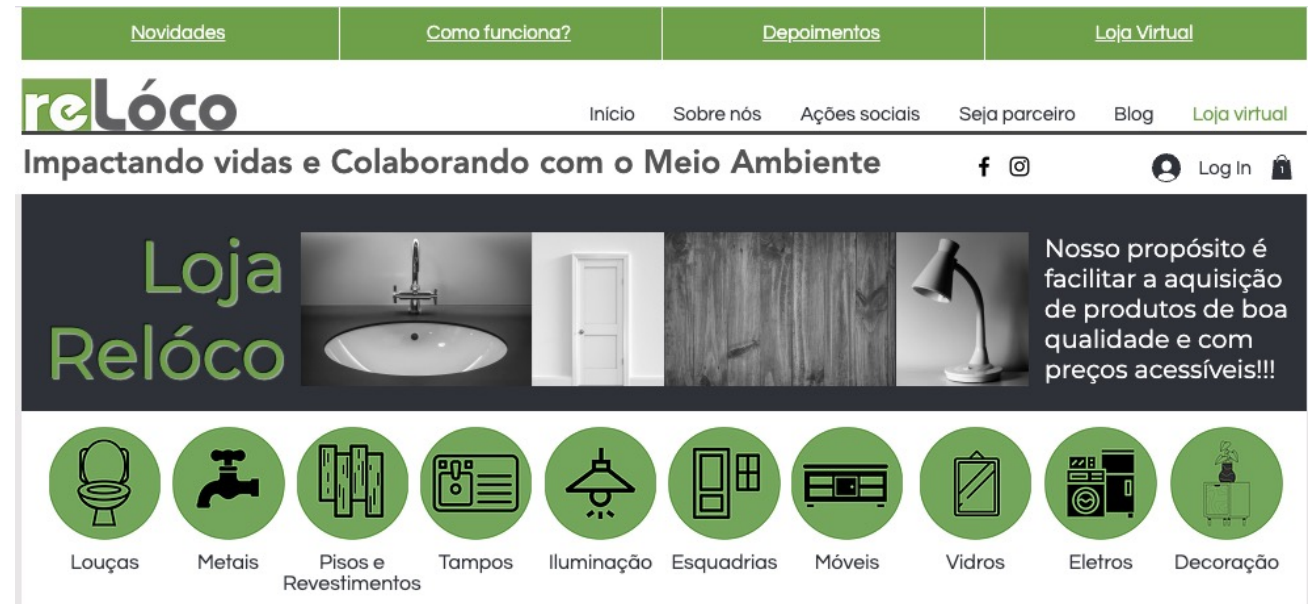 Novidades Como funciona? Depoimentos Loja Virtual
reLóco
Início Sobre nós Ações sociais Seja parceiro Blog Loja virtual
Impactando vidas e Colaborando com o Meio Ambiente
Log In 1
Loja
Relóco
Nosso propósito é
facilitar a aquisição
de produtos de boa
qualidade e com
preços acessíveis!!!
Louças Metais Pisos e Tampos Iluminação Esquadrias Móveis Vidros Eletros Decoração
Revestimentos